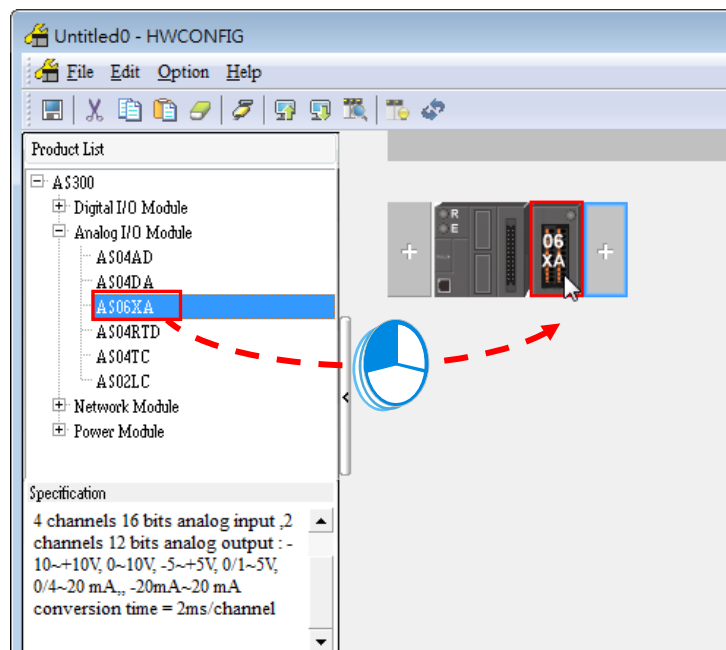 Untitled0 - HWCONFIG
File Edit Option Help
Product List
AS300
Digital I/O Module
Analog I/O Module
AS04AD
AS04DA
AS06XA
AS04RTD
AS04TC
AS02LC
Network Module
Power Module
R
E
06
XA
Specification
4 channels 16 bits analog input ,2
channels 12 bits analog output : -
10~+10V, 0~10V, -5~+5V, 0/1~5V,
0/4~20 mA,, -20mA~20 mA
conversion time = 2ms/channel